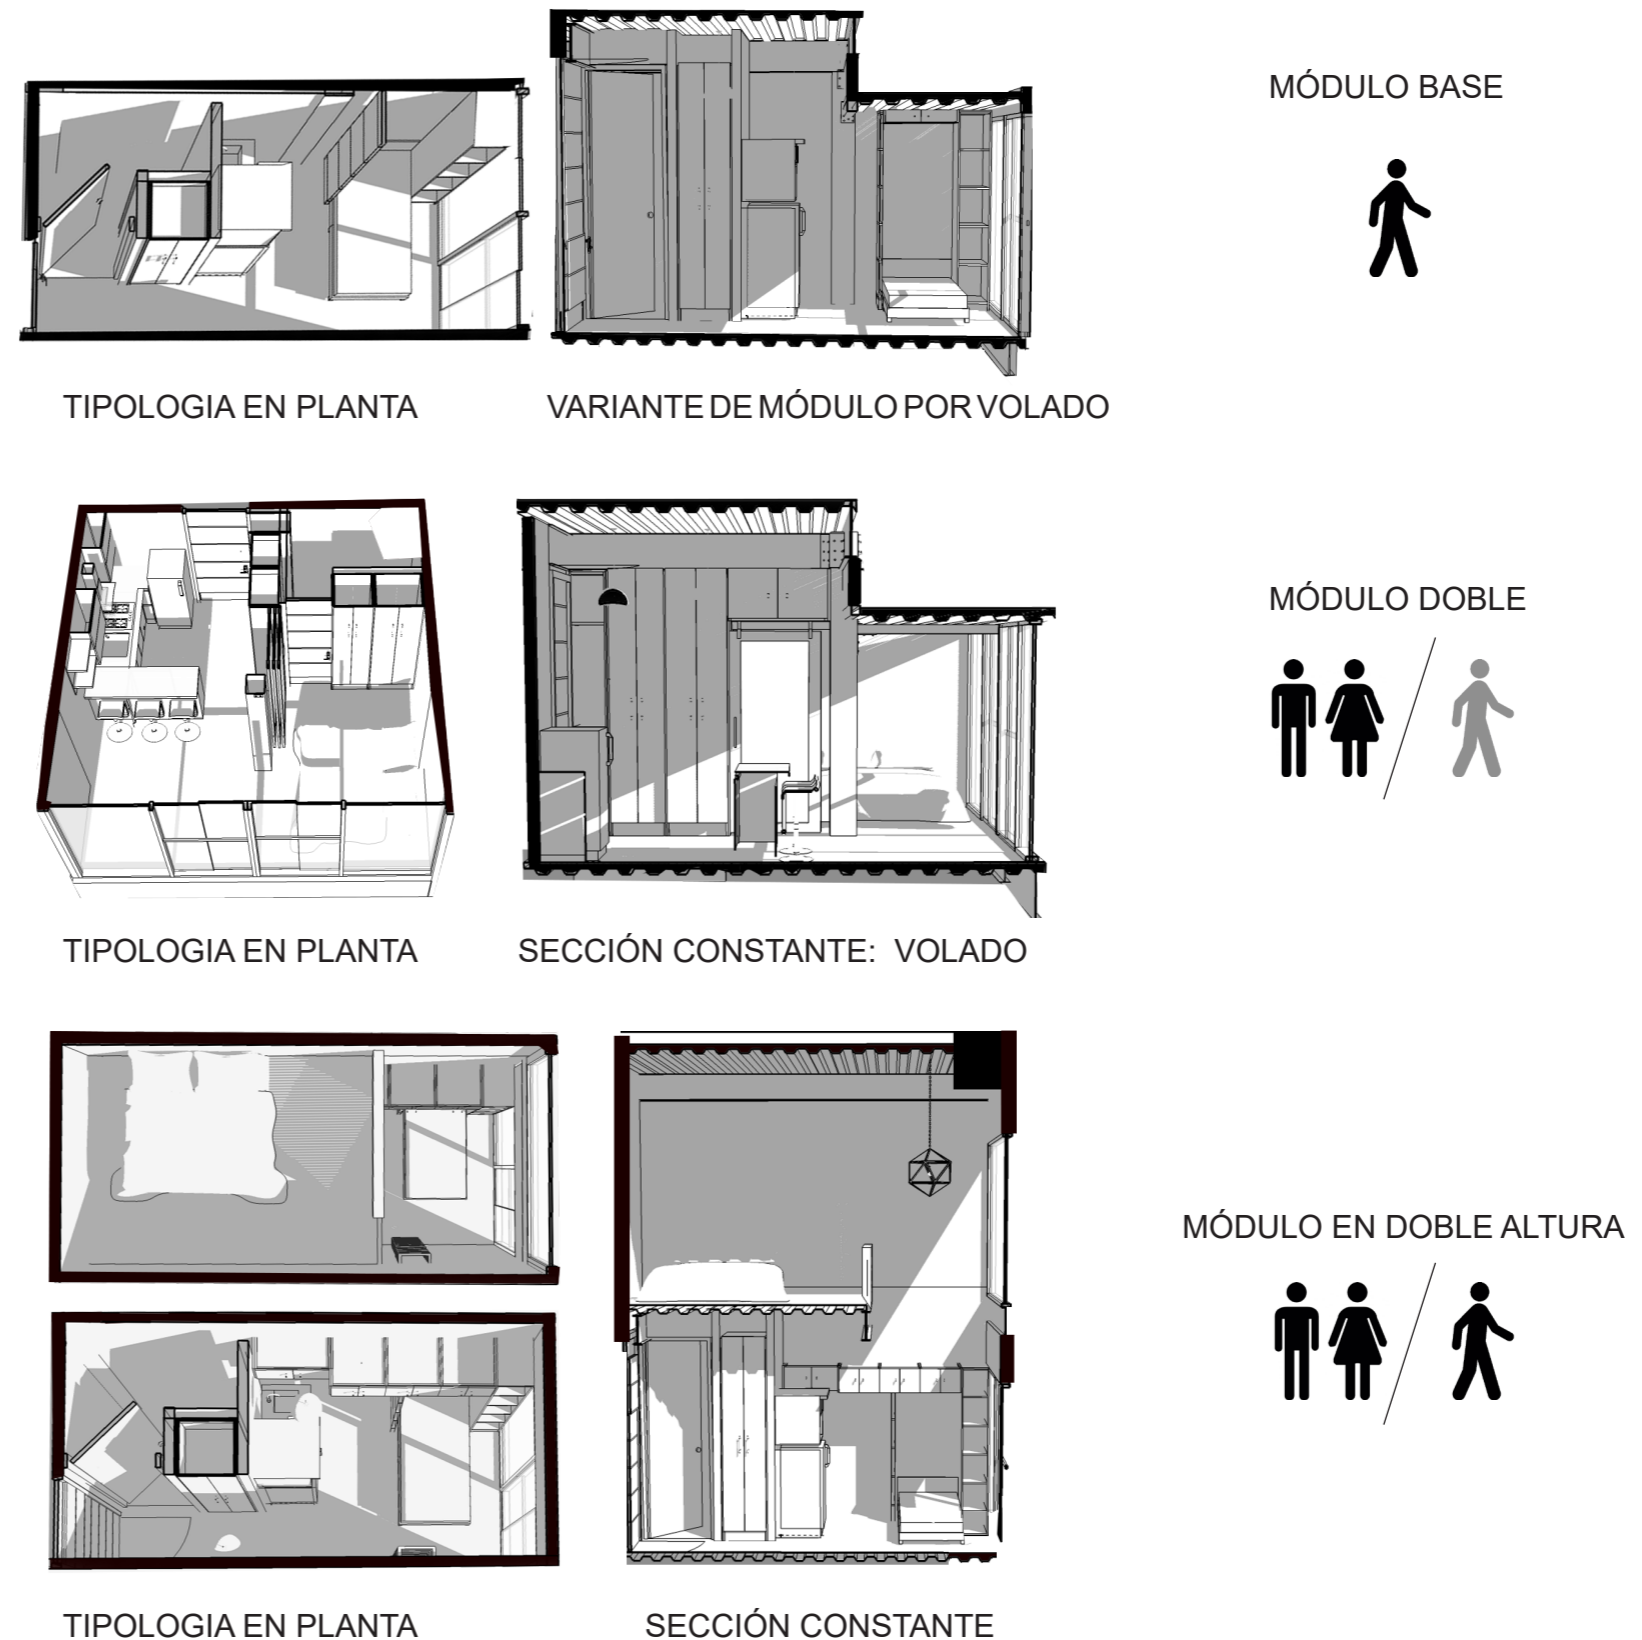 MÓDULO BASE
TIPOLOGIA EN PLANTA
VARIANTE DE MÓDULO POR VOLADO
MÓDULO DOBLE
TIPOLOGIA EN PLANTA
SECCIÓN CONSTANTE: VOLADO
MÓDULO EN DOBLE ALTURA
TIPOLOGIA EN PLANTA
SECCIÓN CONSTANTE